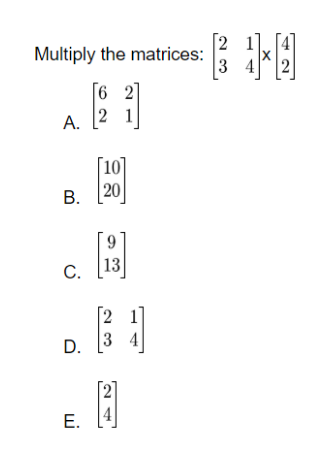 Multiply the matrices: [2 1; 3 4] x [4; 2]
A. [6 2; 2 1]
B. [10; 20]
C. [9; 13]
D. [2 1; 3 4]
E. [2; 4]